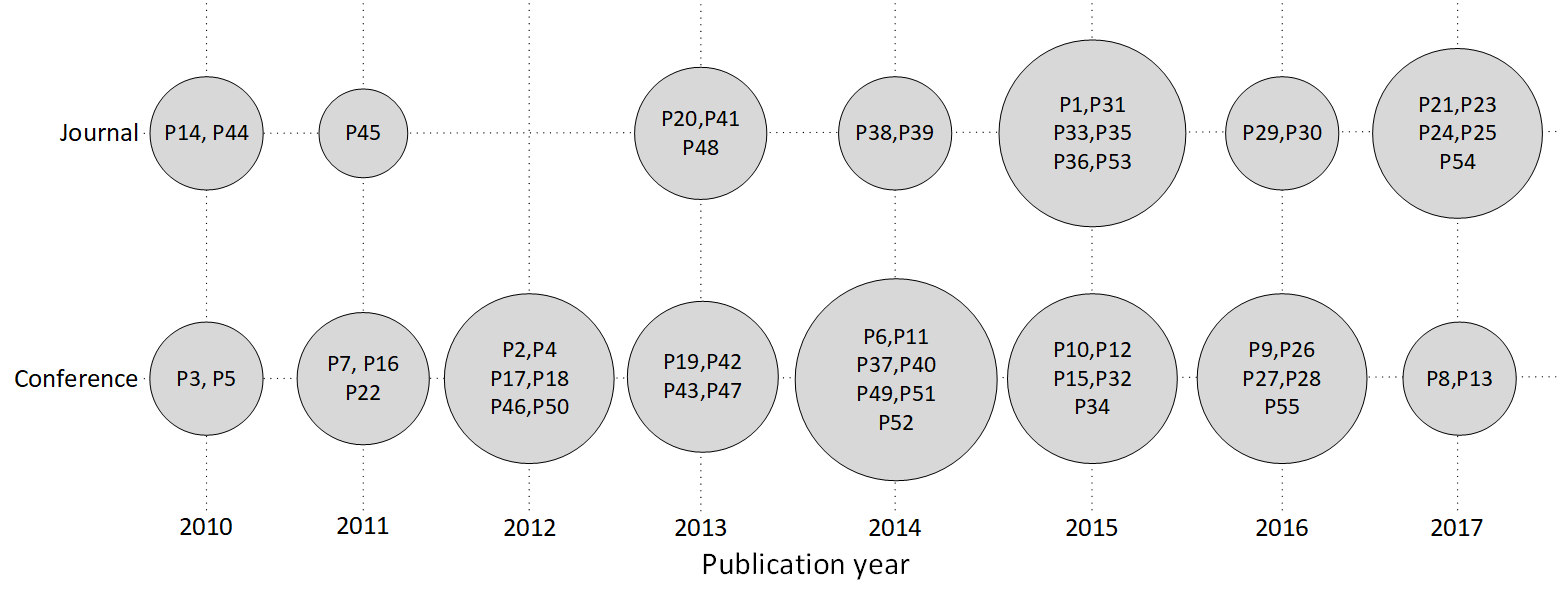 Journal
P14, P44
P45
P20,P41
P48
P38,P39
P1,P31
P33,P35
P36,P53
P29,P30
P21,P23
P24,P25
P54
Conference
P3, P5
P7, P16
P22
P2,P4
P17,P18
P46,P50
P19,P42
P43,P47
P6,P11
P37,P40
P49,P51
P52
P10,P12
P15,P32
P34
P9,P26
P27,P28
P55
P8,P13
2010 2011 2012 2013 2014 2015 2016 2017
Publication year